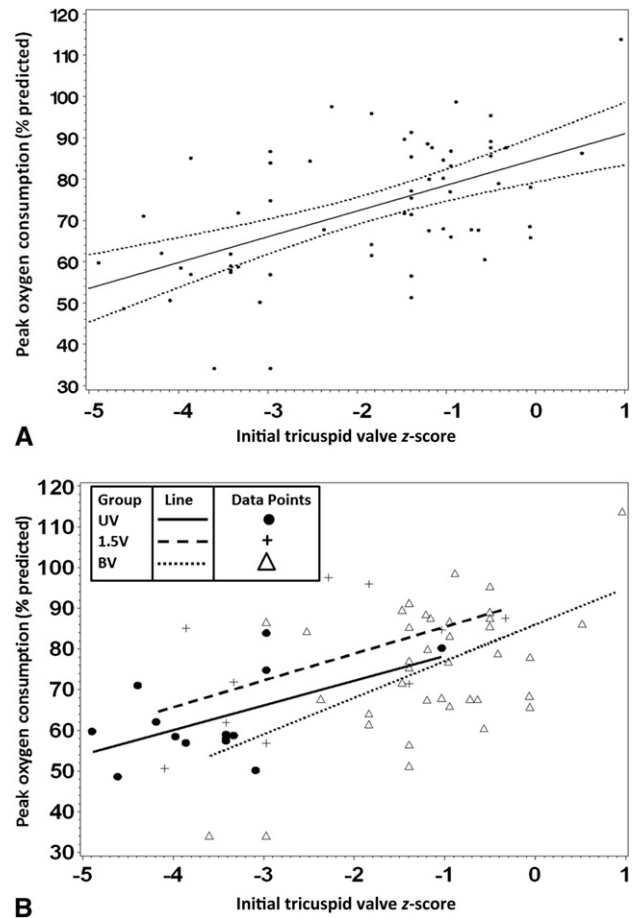 120
110
100
90
80
70
60
50
40
30
Peak oxygen consumption (% predicted)
-5 -4 -3 -2 -1 0 1
Initial tricuspid valve z-score
A
120
110
100
90
80
70
60
50
40
30
Peak oxygen consumption (% predicted)
Group Line Data Points
UV
1.5V
BV
-5 -4 -3 -2 -1 0 1
Initial tricuspid valve z-score
B